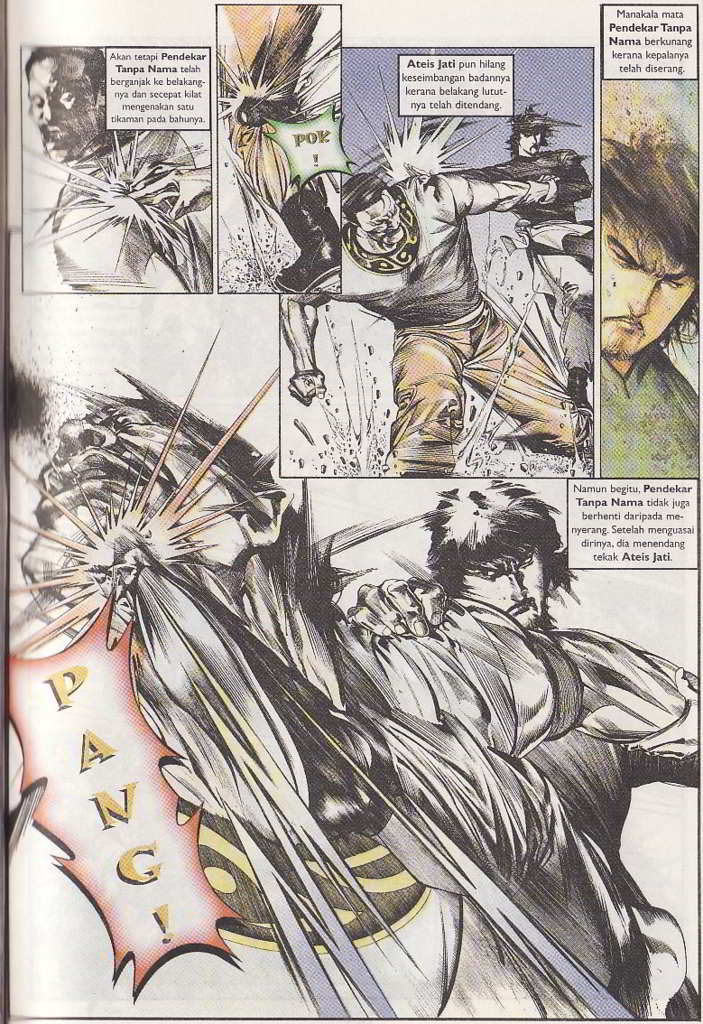 Akan tetapi Pendekar
Tanpa Nama telah
berganjak ke belakang-
nya dan secepat kilat
mengenakan satu
tikaman pada bahunya.
POK
!
Ateis Jati pun hilang
keseimbangan badannya
kerana belakang lutut-
nya telah ditendang.
Manakala mata
Pendekar Tanpa
Nama berkunang
kerana kepalanya
telah diserang.
Namun begitu, Pendekar
Tanpa Nama tidak juga
berhenti daripada me-
nyerang. Setelah menguasai
dirinya, dia menendang
tekak Ateis Jati.
PANG!